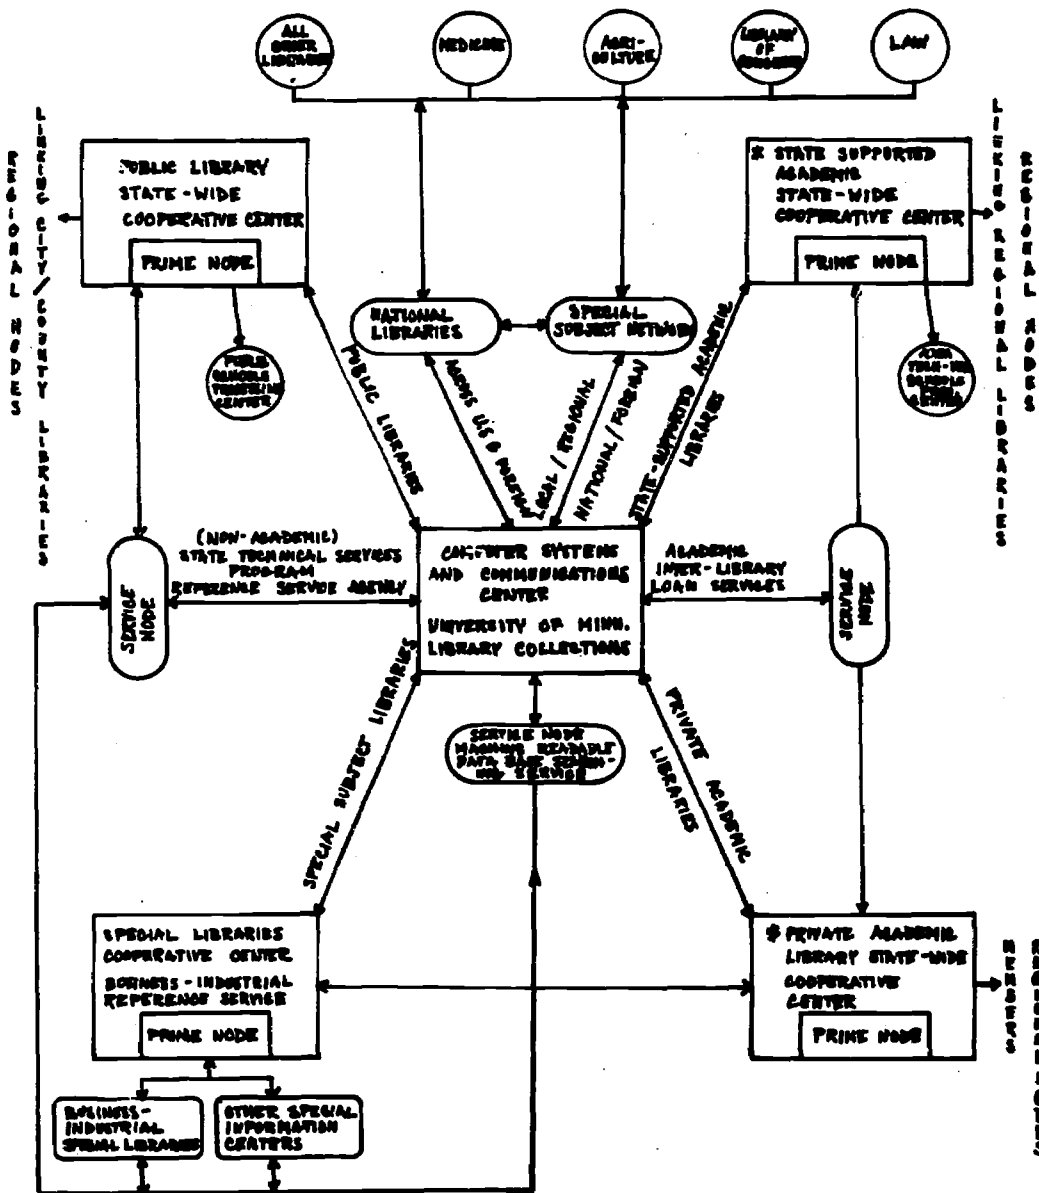 ALL
OTHER
LIBRARIES
MEDICINE
AGRI-
CULTURE
LIBRARY
OF
CONGRESS
LAW
REGIONAL NODES
LINKING CITY/COUNTY LIBRARIES
PUBLIC LIBRARY
STATE-WIDE
COOPERATIVE CENTER
PRIME NODE
* STATE SUPPORTED
ACADEMIC
STATE-WIDE
COOPERATIVE CENTER
PRIME NODE
LINKING REGIONAL LIBRARIES
REGIONAL NODES
NATIONAL
LIBRARIES
SPECIAL
SUBJECT NETWORK
CENTER
CENTER
PUBLIC LIBRARIES
ACROSS U.S & FOREIGN
LOCAL/REGIONAL
NATIONAL/FOREIGN
STATE-SUPPORTED ACADEMIC
LIBRARIES
(NON-ACADEMIC)
STATE TECHNICAL SERVICES
PROGRAM
REFERENCE SERVICE AGENCY
SERVICE
NODE
COMPUTER SYSTEMS
AND COMMUNICATIONS
CENTER
UNIVERSITY OF MINN.
LIBRARY COLLECTIONS
ACADEMIC
INTER-LIBRARY
LOAN SERVICES
SERVICE
NODE
SPECIAL SUBJECT LIBRARIES
SERVICE NODE
MACHINE READABLE
DATA BASE SEARCH-
ING SERVICE
PRIVATE ACADEMIC
LIBRARIES
SPECIAL LIBRARIES
COOPERATIVE CENTER
BUSINESS-INDUSTRIAL
REFERENCE SERVICE
PRIME NODE
* PRIVATE ACADEMIC
LIBRARY STATE-WIDE
COOPERATIVE
CENTER
PRIME NODE
MEMBERS
BUSINESS-
INDUSTRIAL
SPECIAL LIBRARIES
OTHER SPECIAL
INFORMATION
CENTERS